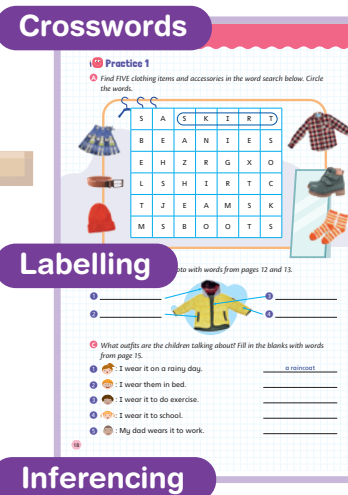 Crosswords
Practice 1
A Find FIVE clothing items and accessories in the word search below. Circle
the words.
S A S K I R T
B E A N I E S
E H Z R G X O
L S H I R T C
T J E A M S K
M S B O O T S
Labelling
oto with words from pages 12 and 13.
1
3
2
4
C What outfits are the children talking about? Fill in the blanks with words
from page 15.
1 : I wear it on a rainy day. a raincoat
2 : I wear them in bed.
3 : I wear it to do exercise.
4 : I wear it to school.
5 : My dad wears it to work.
18
Inferencing